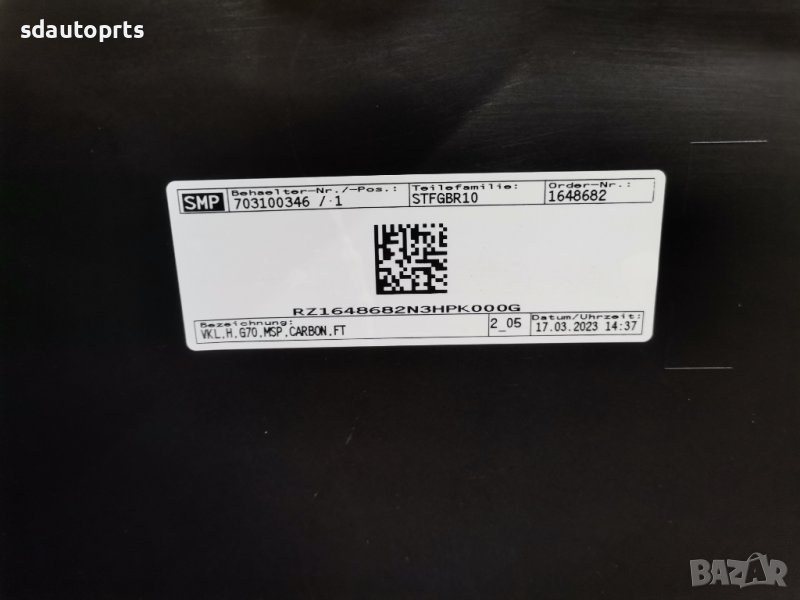 sdautoprts
SMP Behaelter-Nr./-Pos.: Teilefamilie: Order-Nr.:
703100346 / 1 STFGBR10 1648682
RZ1648682N3HPK000G
Bezeichnung: 2_05 Datum/Uhrzeit:
VKL.H.G70.MSP.CARBON.FT 17.03.2023 14:37
BAZAR